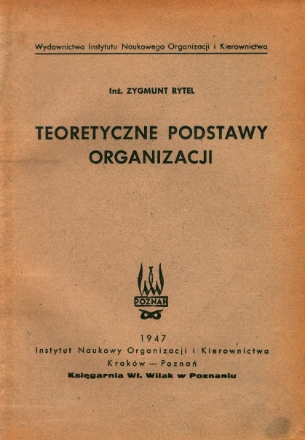 Wydawnictwa Instytutu Naukowego Organizacji i Kierownictwa
Inż. ZYGMUNT RYTEL
TEORETYCZNE PODSTAWY
ORGANIZACJI
POZNAŃ
1947
Instytut Naukowy Organizacji i Kierownictwa
Kraków — Poznań
Księgarnia Wł. Wilak w Poznaniu